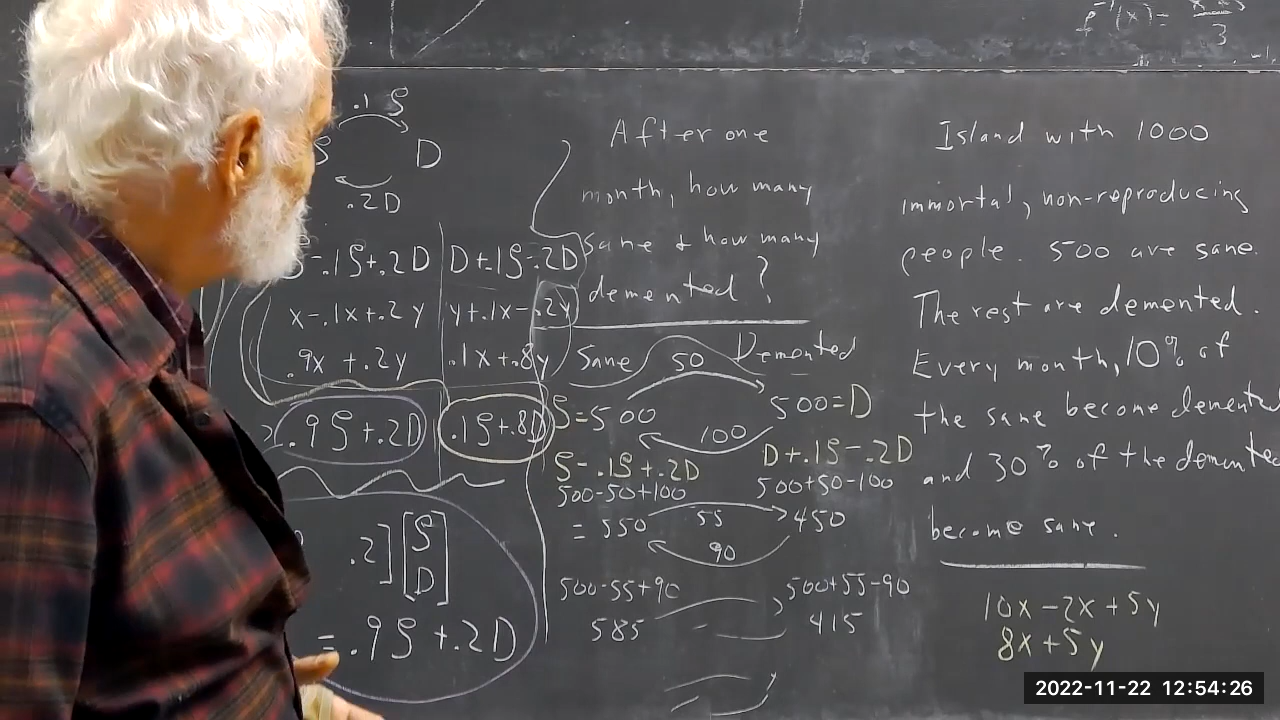 .1 S
D
.2D
S-.1S+.2D
D+.1S-.2D
x-.1x+.2y
y+.1x-.2y
.9x+.2y
.1x+.8y
.9S+.2D
.1S+.8D
.2] [S
D]
=.9S+.2D
After one
month, how many
sane + how many
demented?
Sane
50
Demented
S=500
500=D
100
S-.1S+.2D
D+.1S-.2D
500-50+100
500+50-100
= 550
55
450
90
500-55+90
500+55-90
585
415
f⁻¹(x)=
3
Island with 1000
immortal, non-reproducing
people. 500 are sane.
The rest are demented.
Every month, 10% of
the sane become demented
and 30% of the demented
become sane.
10x-2x+5y
8x+5y
2022-11-22 12:54:26